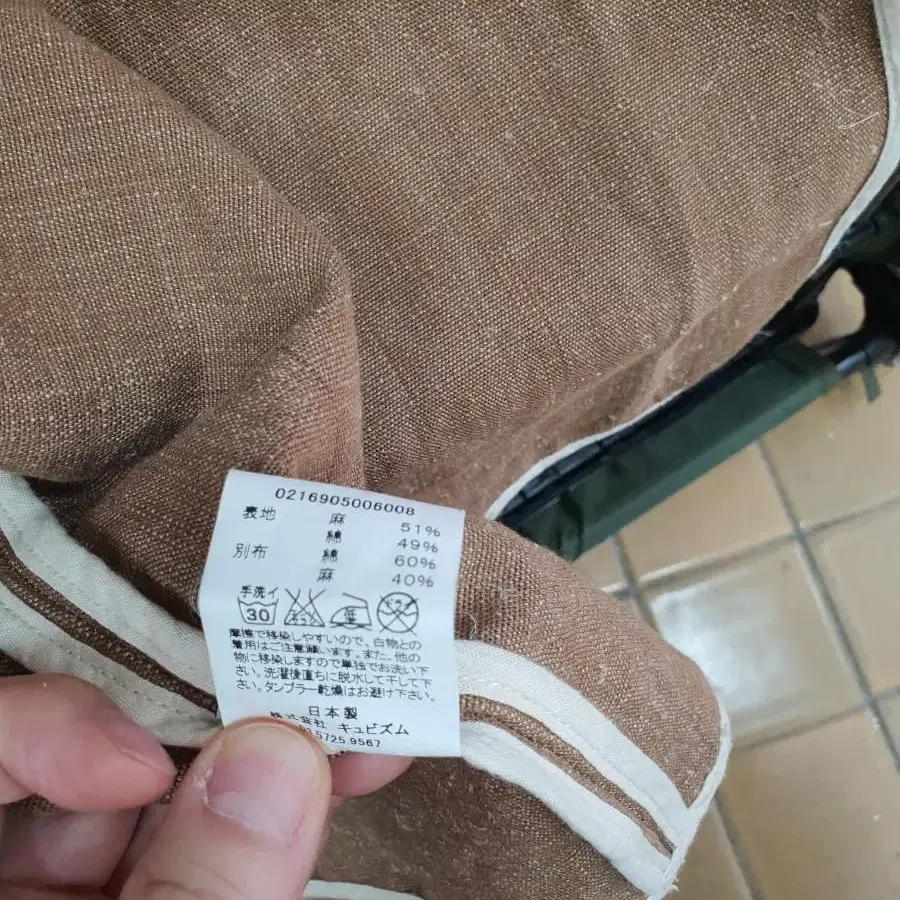 0216905006008
表地 麻 51%
綿 49%
別布 綿 60%
麻 40%
手洗イ
30 低
摩擦で移染しやすいので、白物との
着用はご注意願います。また、他の
物に移染しますので単独でお洗い下
さい。洗濯後直ちに脱水して干して下
さい。タンブラー乾燥はお避け下さい。
日本製
株式会社 キュビズム
5725.9567